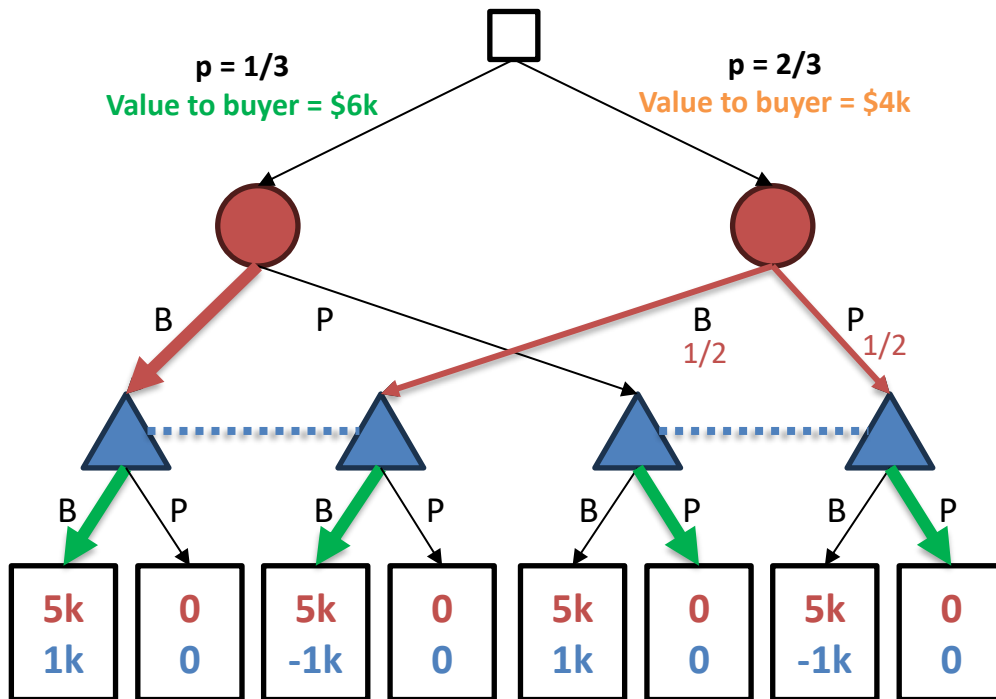 p = 1/3
Value to buyer = $6k
p = 2/3
Value to buyer = $4k
B
P
B
1/2
P
1/2
B
P
B
P
B
P
B
P
5k
1k
0
0
5k
-1k
0
0
5k
1k
0
0
5k
-1k
0
0